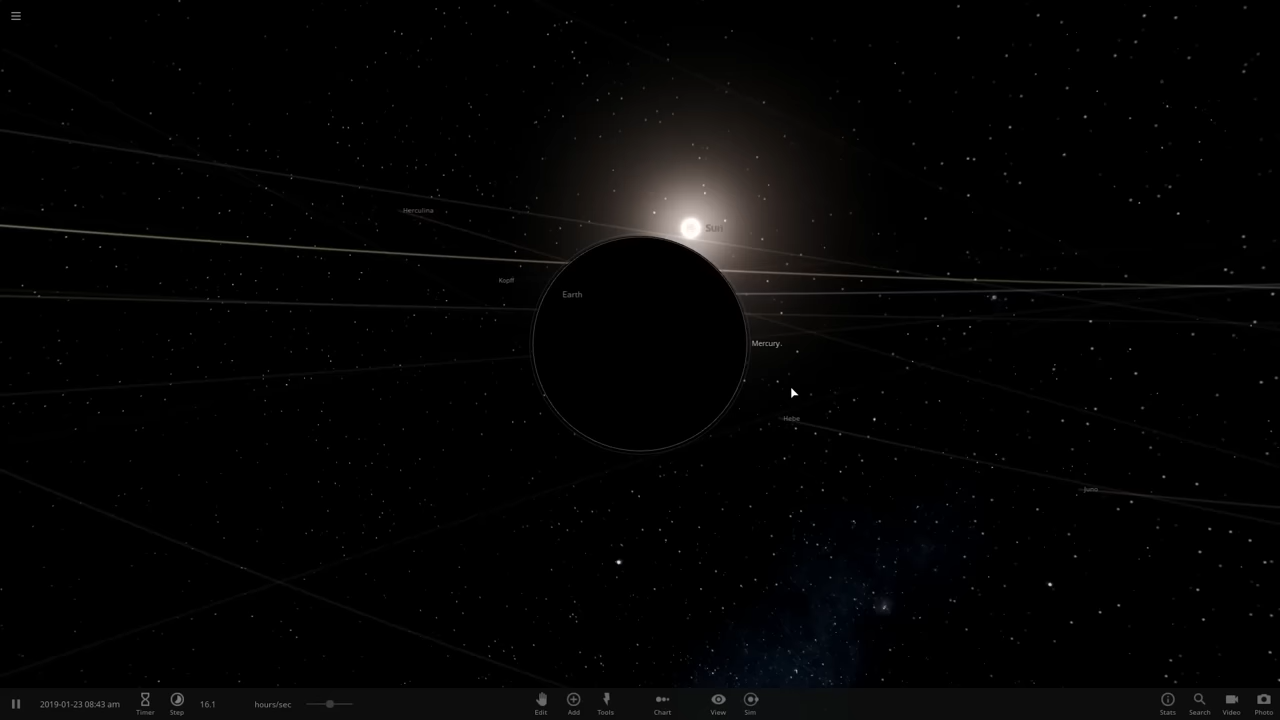 Herculina
Sun
Kopff
Earth
Mercury
Hebe
Juno
2019-01-23 08:43 am
Timer
Step
16.1
hours/sec
Edit
Add
Tools
Chart
View
Sim
Stats
Search
Video
Photo